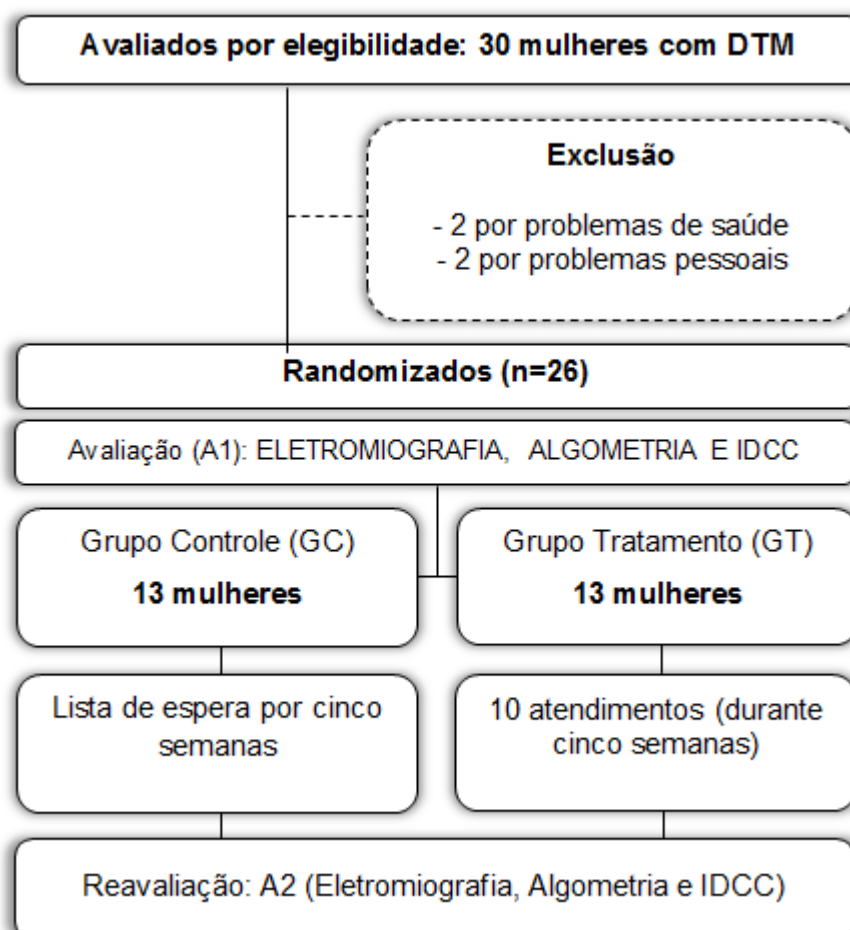 Avaliados por elegibilidade: 30 mulheres com DTM
Exclusão
- 2 por problemas de saúde
- 2 por problemas pessoais
Randomizados (n=26)
Avaliação (A1): ELETROMIOGRAFIA, ALGOMETRIA E IDCC
Grupo Controle (GC)
13 mulheres
Grupo Tratamento (GT)
13 mulheres
Lista de espera por cinco
semanas
10 atendimentos (durante
cinco semanas)
Reavaliação: A2 (Eletromiografia, Algometria e IDCC)